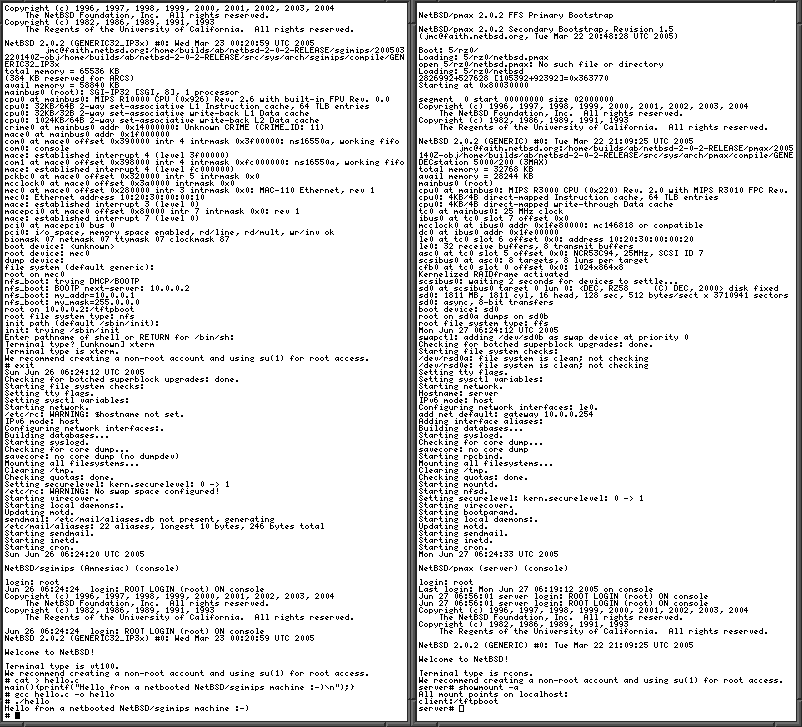 Copyright (c) 1996, 1997, 1998, 1999, 2000, 2001, 2002, 2003, 2004
The NetBSD Foundation, Inc.  All rights reserved.
Copyright (c) 1982, 1986, 1989, 1991, 1993
The Regents of the University of California.  All rights reserved.
NetBSD 2.0.2 (GENERIC32_IP3x) #0: Wed Mar 23 00:20:59 UTC 2005
jmc@faith.netbsd.org:/home/builds/ab/netbsd-2-0-2-RELEASE/sgimips/200503
220140Z-obj/home/builds/ab/netbsd-2-0-2-RELEASE/src/sys/arch/sgimips/compile/GEN
ERIC32_IP3x
total memory = 65536 KB
(384 KB reserved for ARCS)
avail memory = 58840 KB
mainbus0 (root): SGI-IP32 [SGI, 8], 1 processor
cpu0 at mainbus0: MIPS R10000 CPU (0x926) Rev. 2.6 with built-in FPU Rev. 0.0
cpu0: 32KB/64B 2-way set-associative L1 Instruction cache, 64 TLB entries
cpu0: 32KB/32B 2-way set-associative write-back L1 Data cache
cpu0: 1024KB/64B 2-way set-associative write-back L2 Data cache
crime0 at mainbus0 addr 0x14000000: Unknown CRIME (CRIME_ID: 11)
mace0 at mainbus0 addr 0x1f000000
com0 at mace0 offset 0x390000 intr 4 intrmask 0x3f00000: ns16550a, working fifo
com0: console
mace: established interrupt 4 (level 3f00000)
com1 at mace0 offset 0x398000 intr 4 intrmask 0xfc000000: ns16550a, working fifo
mace: established interrupt 4 (level fc000000)
pckbc0 at mace0 offset 0x320000 intr 5 intrmask 0x0
mcclock0 at mace0 offset 0x3a0000 intrmask 0x0
mec0 at mace0 offset 0x280000 intr 3 intrmask 0x0: MAC-110 Ethernet, rev 1
mec0: Ethernet address 10:20:30:00:00:10
mace: established interrupt 3 (level 0)
macepci0 at mace0 offset 0x80000 intr 7 intrmask 0x0: rev 1
mace: established interrupt 7 (level 0)
pci0 at macepci0 bus 0
pci0: i/o space, memory space enabled, rd/line, rd/mult, wr/inv ok
biomask 07 netmask 07 ttymask 07 clockmask 87
boot device: <unknown>
root device: mec0
dump device:
file system (default generic):
root on mec0
nfs_boot: trying DHCP/BOOTP
nfs_boot: BOOTP next-server: 10.0.0.2
nfs_boot: my_addr=10.0.0.1
nfs_boot: my_mask=255.0.0.0
root on 10.0.0.2:/tftpboot
root file system type: nfs
init path (default /sbin/init):
init: trying /sbin/init
Enter pathname of shell or RETURN for /bin/sh:
Terminal type? [unknown] xterm
Terminal type is xterm.
We recommend creating a non-root account and using su(1) for root access.
# exit
Sun Jun 26 06:24:12 UTC 2005
Checking for botched superblock upgrades: done.
Starting file system checks:
Setting tty flags.
Setting sysctl variables:
Starting network.
/etc/rc: WARNING: $hostname not set.
IPv6 mode: host
Configuring network interfaces:.
Building databases...
Starting syslogd.
Checking for core dump...
savecore: no core dump (no dumpdev)
Mounting all filesystems...
Clearing /tmp.
Checking quotas: done.
Setting securelevel: kern.securelevel: 0 -> 1
/etc/rc: WARNING: No swap space configured!
Starting virecover.
Starting local daemons:.
Updating motd.
sendmail: /etc/mail/aliases.db not present, generating
/etc/mail/aliases: 22 aliases, longest 10 bytes, 246 bytes total
Starting sendmail.
Starting inetd.
Starting cron.
Sun Jun 26 06:24:20 UTC 2005
NetBSD/sgimips (Amnesiac) (console)
login: root
Jun 26 06:24:24  login: ROOT LOGIN (root) ON console
Copyright (c) 1996, 1997, 1998, 1999, 2000, 2001, 2002, 2003, 2004
The NetBSD Foundation, Inc.  All rights reserved.
Copyright (c) 1982, 1986, 1989, 1991, 1993
The Regents of the University of California.  All rights reserved.
Jun 26 06:24:24  login: ROOT LOGIN (root) ON console
NetBSD 2.0.2 (GENERIC32_IP3x) #0: Wed Mar 23 00:20:59 UTC 2005
Welcome to NetBSD!
Terminal type is vt100.
We recommend creating a non-root account and using su(1) for root access.
# cat > hello.c
main(){printf("Hello from a netbooted NetBSD/sgimips machine :-)\n");}
# gcc hello.c -o hello
# ./hello
Hello from a netbooted NetBSD/sgimips machine :-)
#
NetBSD/pmax 2.0.2 FFS Primary Bootstrap
NetBSD/pmax 2.0.2 Secondary Bootstrap, Revision 1.5
(jmc@faith.netbsd.org, Tue Mar 22 20:48:28 UTC 2005)
Boot: 5/rz0/
Loading: 5/rz0/netbsd.pmax
open 5/rz0/netbsd.pmax: No such file or directory
Loading: 5/rz0/netbsd
2826992+527628 [105392+92392]=0x363770
Starting at 0x80030000
segment  0 start 00000000 size 02000000
Copyright (c) 1996, 1997, 1998, 1999, 2000, 2001, 2002, 2003, 2004
The NetBSD Foundation, Inc.  All rights reserved.
Copyright (c) 1982, 1986, 1989, 1991, 1993
The Regents of the University of California.  All rights reserved.
NetBSD 2.0.2 (GENERIC) #0: Tue Mar 22 21:09:25 UTC 2005
jmc@faith.netbsd.org:/home/builds/ab/netbsd-2-0-2-RELEASE/pmax/20050322
0140Z-obj/home/builds/ab/netbsd-2-0-2-RELEASE/src/sys/arch/pmax/compile/GENERIC
DECstation 5000/200 (3MAX)
total memory = 32768 KB
avail memory = 28244 KB
mainbus0 (root)
cpu0 at mainbus0: MIPS R3000 CPU (0x220) Rev. 2.0 with MIPS R3010 FPC Rev.
cpu0: 4KB/4B direct-mapped Instruction cache, 64 TLB entries
cpu0: 4KB/4B direct-mapped write-through Data cache
tc0 at mainbus0: 25 MHz clock
ibus0 at tc0 slot 7 offset 0x0
mcclock0 at ibus0 addr 0x1fe80000: mc146818 or compatible
dc0 at ibus0 addr 0x1fe00000
le0 at tc0 slot 6 offset 0x0: address 10:20:30:00:00:20
le0: 32 receive buffers, 8 transmit buffers
asc0 at tc0 slot 5 offset 0x0: NCR53C94, 25MHz, SCSI ID 7
scsibus0 at asc0: 8 targets, 8 luns per target
cfb0 at tc0 slot 0 offset 0x0: 1024x864x8
Kernelized RAIDframe activated
scsibus0: waiting 2 seconds for devices to settle...
sd0 at scsibus0 target 0 lun 0: <DEC, RZ58     (C) DEC, 2000> disk fixed
sd0: 1811 MB, 1811 cyl, 16 head, 128 sec, 512 bytes/sect x 3710941 sectors
sd0: async, 8-bit transfers
boot device: sd0
root on sd0a dumps on sd0b
root file system type: ffs
Mon Jun 27 06:24:12 UTC 2005
swapctl: adding /dev/sd0b as swap device at priority 0
Checking for botched superblock upgrades: done.
Starting file system checks:
/dev/rsd0a: file system is clean; not checking
/dev/rsd0e: file system is clean; not checking
Setting tty flags.
Setting sysctl variables:
Starting network.
Hostname: server
IPv6 mode: host
Configuring network interfaces: le0.
add net default: gateway 10.0.0.254
Adding interface aliases:
Building databases...
Starting syslogd.
Checking for core dump...
savecore: no core dump
Starting rpcbind.
Mounting all filesystems...
Clearing /tmp.
Checking quotas: done.
Starting mountd.
Starting nfsd.
Setting securelevel: kern.securelevel: 0 -> 1
Starting virecover.
Starting bootparamd.
Starting local daemons:.
Updating motd.
Starting sendmail.
Starting inetd.
Starting cron.
Mon Jun 27 06:24:33 UTC 2005
NetBSD/pmax (server) (console)
login: root
Last login: Mon Jun 27 06:19:12 2005 on console
Jun 27 06:56:01 server login: ROOT LOGIN (root) ON console
Jun 27 06:56:01 server login: ROOT LOGIN (root) ON console
Copyright (c) 1996, 1997, 1998, 1999, 2000, 2001, 2002, 2003, 2004
The NetBSD Foundation, Inc.  All rights reserved.
Copyright (c) 1982, 1986, 1989, 1991, 1993
The Regents of the University of California.  All rights reserved.
NetBSD 2.0.2 (GENERIC) #0: Tue Mar 22 21:09:25 UTC 2005
Welcome to NetBSD!
Terminal type is rcons.
We recommend creating a non-root account and using su(1) for root access.
server# showmount -a
All mount points on localhost:
client:/tftpboot
server#